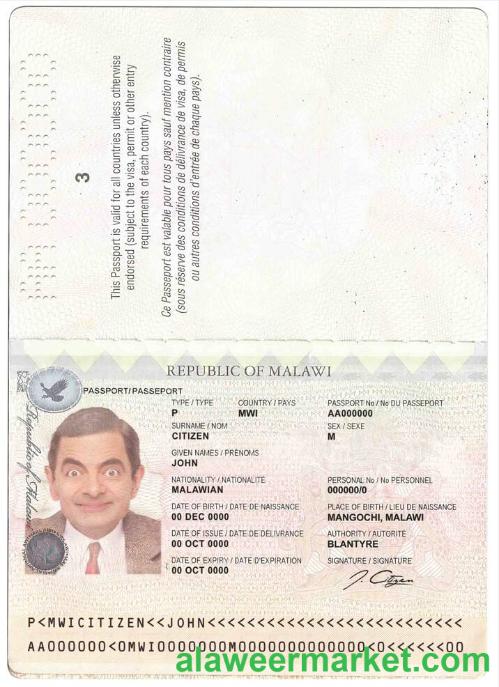 3
This Passport is valid for all countries unless otherwise
endorsed (subject to the visa, permit or other entry
requirements of each country).
Ce Passeport est valable pour tous pays sauf mention contraire
(sous réserve des conditions de délivrance de visa, de permis
ou autres conditions d'entrée de chaque pays).
REPUBLIC OF MALAWI
PASSPORT/PASSEPORT
Republic of Malawi
TYPE / TYPE COUNTRY / PAYS PASSPORT No / No DU PASSEPORT
P MWI AA000000
SURNAME / NOM SEX / SEXE
CITIZEN M
GIVEN NAMES / PRÉNOMS
JOHN
NATIONALITY / NATIONALITÉ PERSONAL No / No PERSONNEL
MALAWIAN 000000/0
DATE OF BIRTH / DATE DE NAISSANCE PLACE OF BIRTH / LIEU DE NAISSANCE
00 DEC 0000 MANGOCHI, MALAWI
DATE OF ISSUE / DATE DE DÉLIVRANCE AUTHORITY / AUTORITÉ
00 OCT 0000 BLANTYRE
DATE OF EXPIRY / DATE D'EXPIRATION SIGNATURE / SIGNATURE
00 OCT 0000 J. Citizen
P<MWICITIZEN<<JOHN<<<<<<<<<<<<<<<<<<<<<<<<<<
AA000000<0MWI0000000M0000000000000<0<<<<<<00
alaweermarket.com